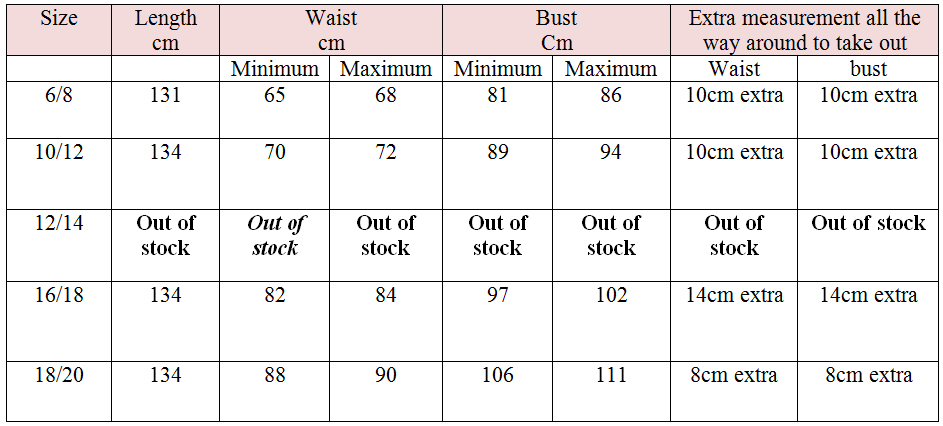 Size Length Waist Bust Extra measurement all the
cm cm Cm way around to take out
Minimum Maximum Minimum Maximum Waist bust
6/8 131 65 68 81 86 10cm extra 10cm extra
10/12 134 70 72 89 94 10cm extra 10cm extra
12/14 Out of Out of Out of Out of Out of Out of Out of stock
stock stock stock stock stock stock
16/18 134 82 84 97 102 14cm extra 14cm extra
18/20 134 88 90 106 111 8cm extra 8cm extra